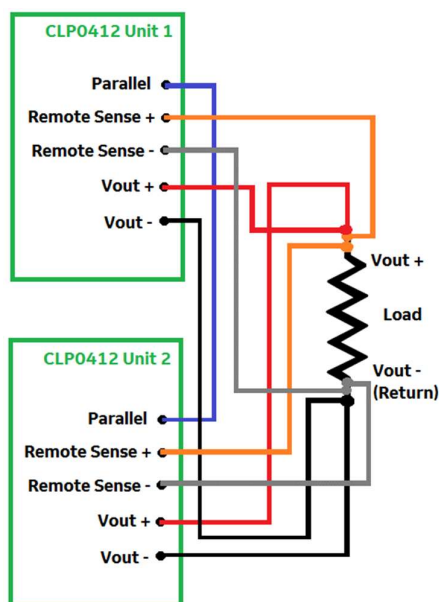 CLP0412 Unit 1
Parallel
Remote Sense +
Remote Sense -
Vout +
Vout -
Vout +
Load
Vout -
(Return)
CLP0412 Unit 2
Parallel
Remote Sense +
Remote Sense -
Vout +
Vout -